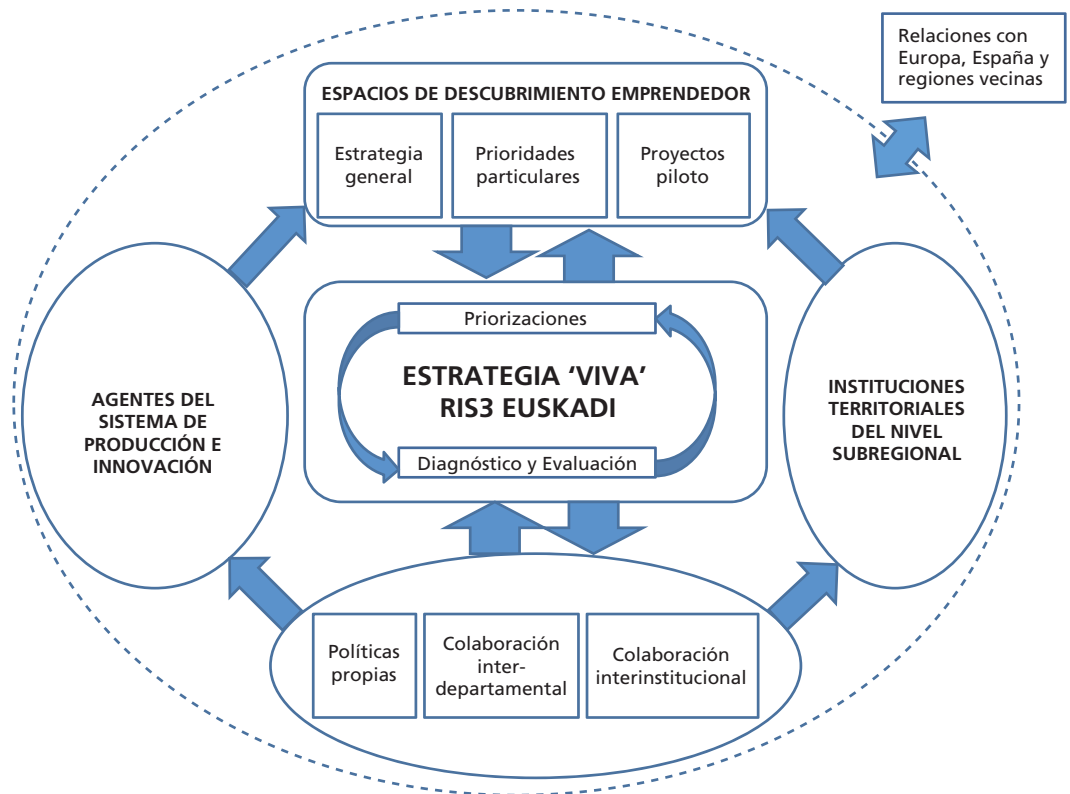 Relaciones con
Europa, España y
regiones vecinas
ESPACIOS DE DESCUBRIMIENTO EMPRENDEDOR
Estrategia
general
Prioridades
particulares
Proyectos
piloto
AGENTES DEL
SISTEMA DE
PRODUCCIÓN E
INNOVACIÓN
Priorizaciones
ESTRATEGIA ‘VIVA’
RIS3 EUSKADI
Diagnóstico y Evaluación
INSTITUCIONES
TERRITORIALES
DEL NIVEL
SUBREGIONAL
Políticas
propias
Colaboración
inter-
departamental
Colaboración
interinstitucional